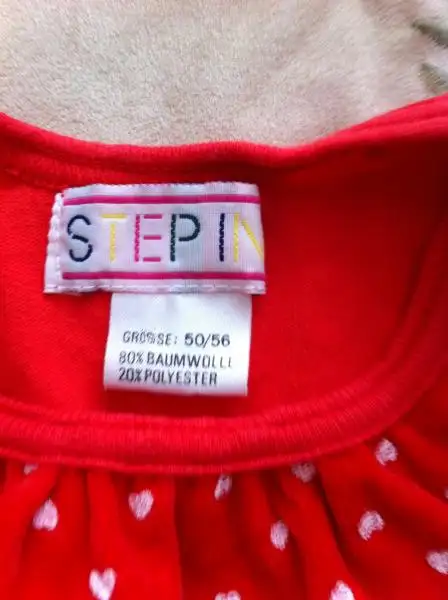 STEP IN
GRÖSSE: 50/56
80% BAUMWOLLE
20% POLYESTER